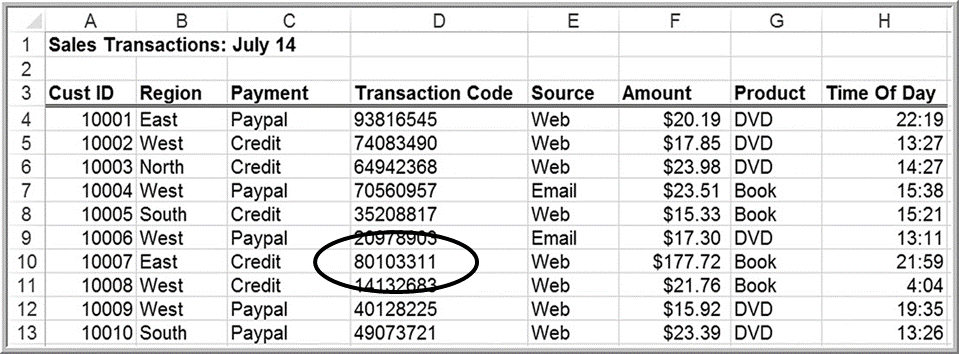 A B C D E F G H
1 Sales Transactions: July 14
2
3 Cust ID Region Payment Transaction Code Source Amount Product Time Of Day
4 10001 East Paypal 93816545 Web $20.19 DVD 22:19
5 10002 West Credit 74083490 Web $17.85 DVD 13:27
6 10003 North Credit 64942368 Web $23.98 DVD 14:27
7 10004 West Paypal 70560957 Email $23.51 Book 15:38
8 10005 South Credit 35208817 Web $15.33 Book 15:21
9 10006 West Paypal 20978903 Email $17.30 DVD 13:11
10 10007 East Credit 80103311 Web $177.72 Book 21:59
11 10008 West Credit 14132683 Web $21.76 Book 4:04
12 10009 West Paypal 40128225 Web $15.92 DVD 19:35
13 10010 South Paypal 49073721 Web $23.39 DVD 13:26